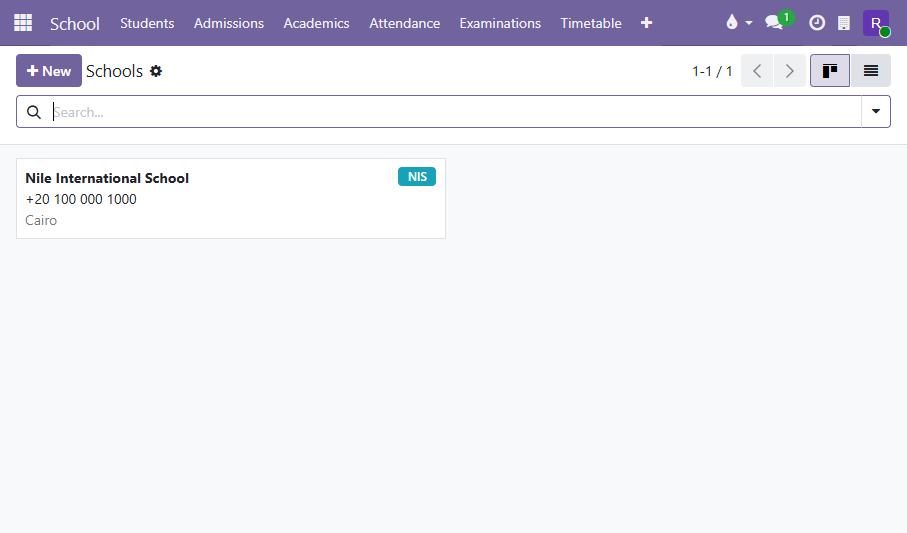 School Students Admissions Academics Attendance Examinations Timetable 1 R
New Schools 1-1 / 1
Search...
Nile International School NIS
+20 100 000 1000
Cairo